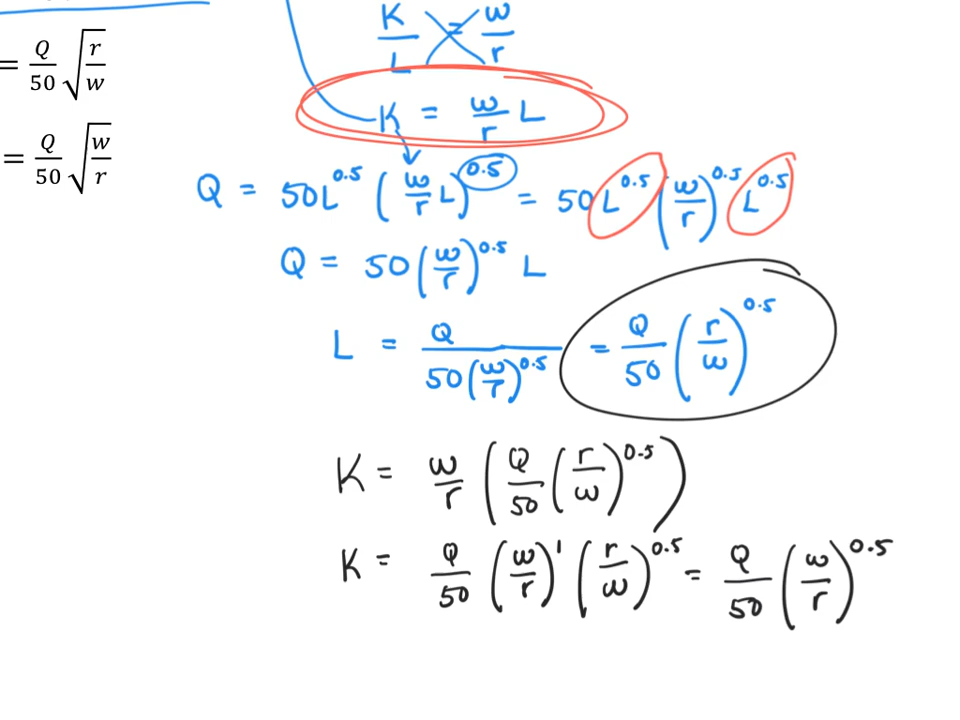 = Q/50 √(r/w)
= Q/50 √(w/r)
K/L = w/r
K = w/r L
Q = 50L^0.5 (w/r L)^0.5 = 50 L^0.5 (w/r)^0.5 L^0.5
Q = 50 (w/r)^0.5 L
L = Q / 50(w/r)^0.5 = Q/50 (r/w)^0.5
K = w/r (Q/50 (r/w)^0.5)
K = Q/50 (w/r)^1 (r/w)^0.5 = Q/50 (w/r)^0.5